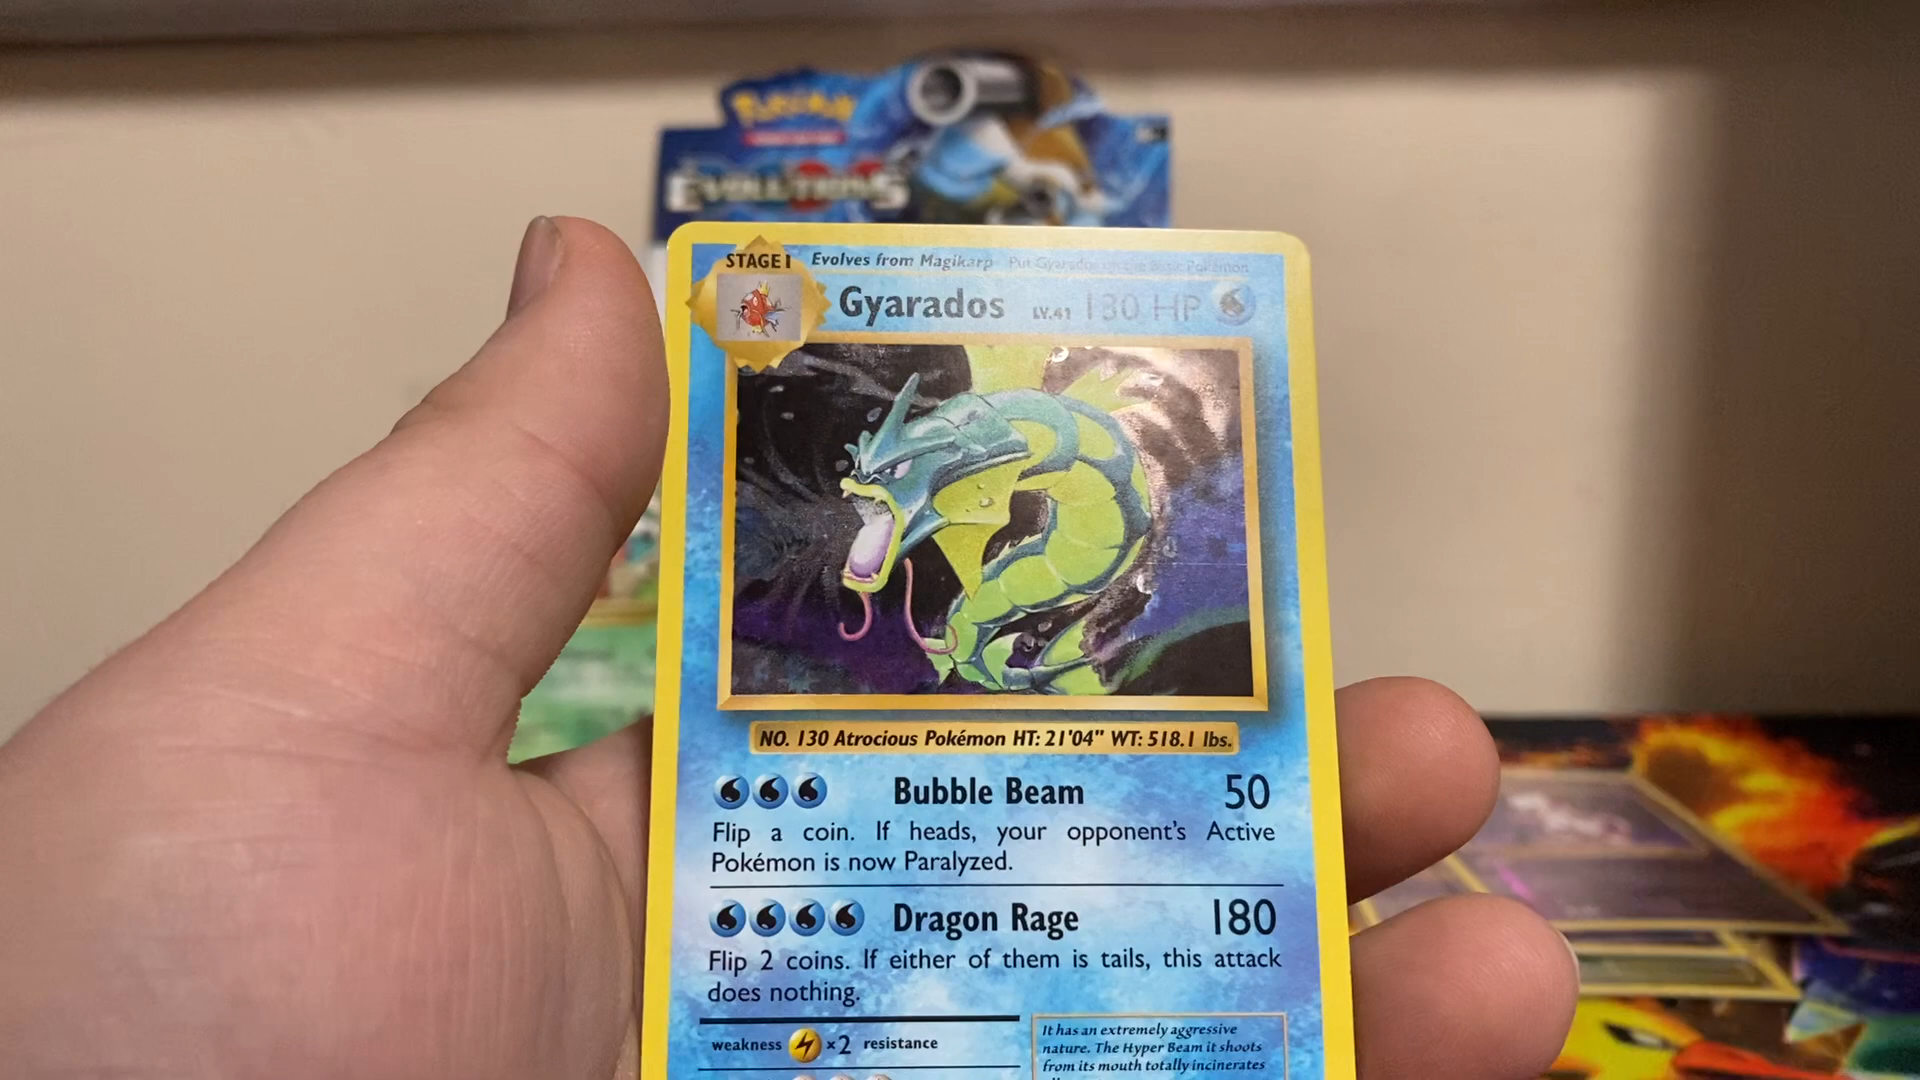 Pokémon
EVOLUTIONS
STAGE 1 Evolves from Magikarp Put Gyarados on the Basic Pokémon
Gyarados LV.41 130 HP
NO. 130 Atrocious Pokémon HT: 21'04" WT: 518.1 lbs.
Bubble Beam 50
Flip a coin. If heads, your opponent's Active
Pokémon is now Paralyzed.
Dragon Rage 180
Flip 2 coins. If either of them is tails, this attack
does nothing.
weakness ×2 resistance
It has an extremely aggressive
nature. The Hyper Beam it shoots
from its mouth totally incinerates